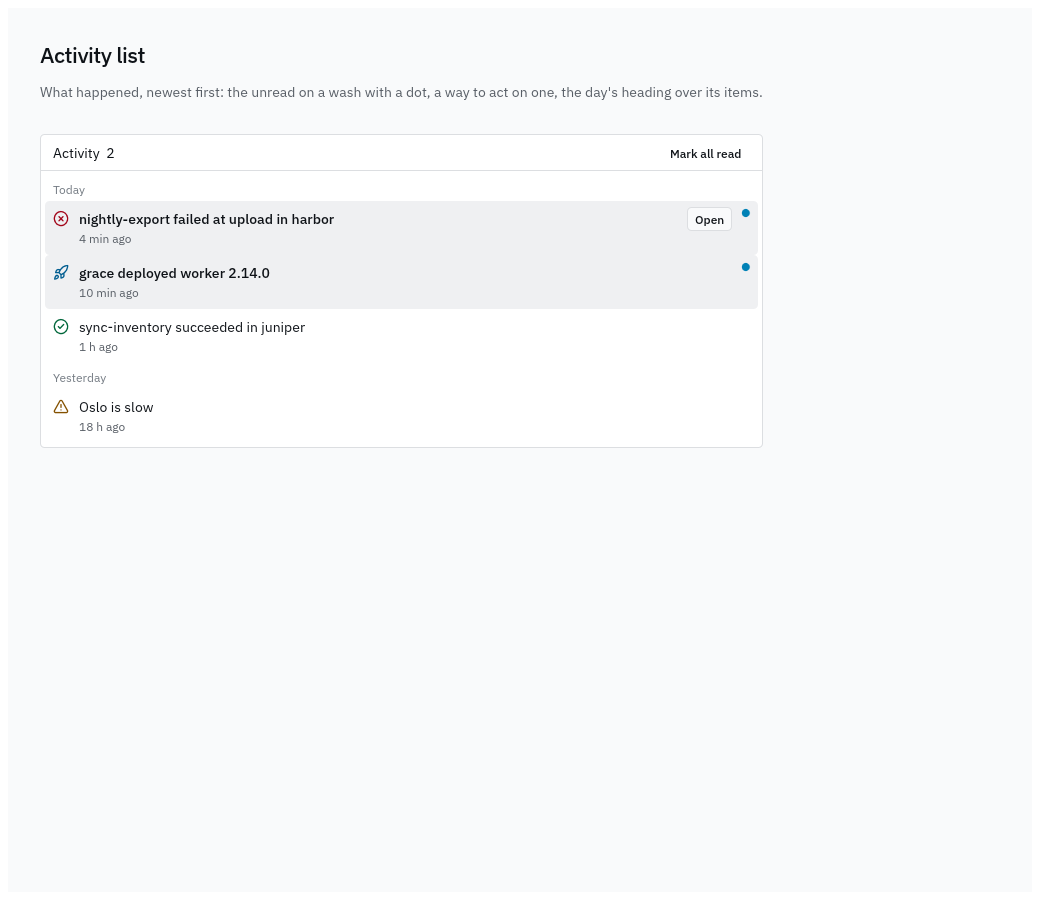 Activity list
What happened, newest first: the unread on a wash with a dot, a way to act on one, the day's heading over its items.
Activity 2 Mark all read
Today
nightly-export failed at upload in harbor Open
4 min ago
grace deployed worker 2.14.0
10 min ago
sync-inventory succeeded in juniper
1 h ago
Yesterday
Oslo is slow
18 h ago